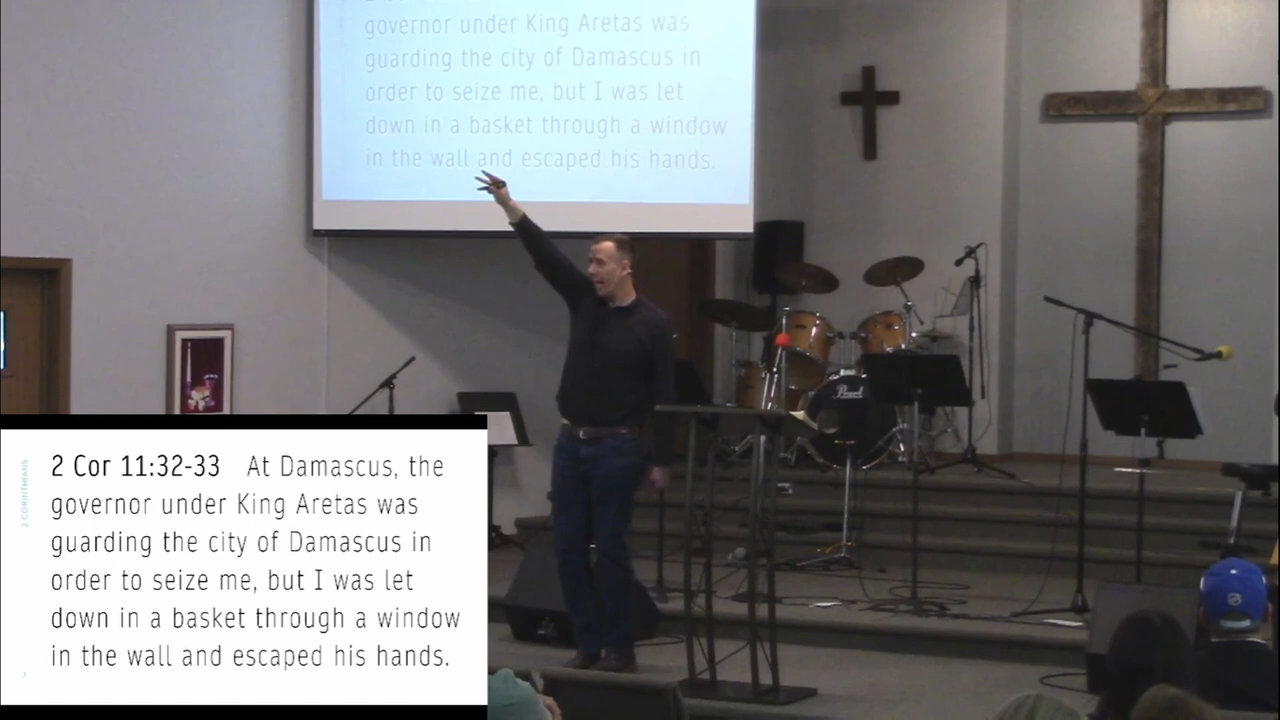 governor under King Aretas was
guarding the city of Damascus in
order to seize me, but I was let
down in a basket through a window
in the wall and escaped his hands.
Pearl
2 CORINTHIANS
2 Cor 11:32-33 At Damascus, the
governor under King Aretas was
guarding the city of Damascus in
order to seize me, but I was let
down in a basket through a window
in the wall and escaped his hands.